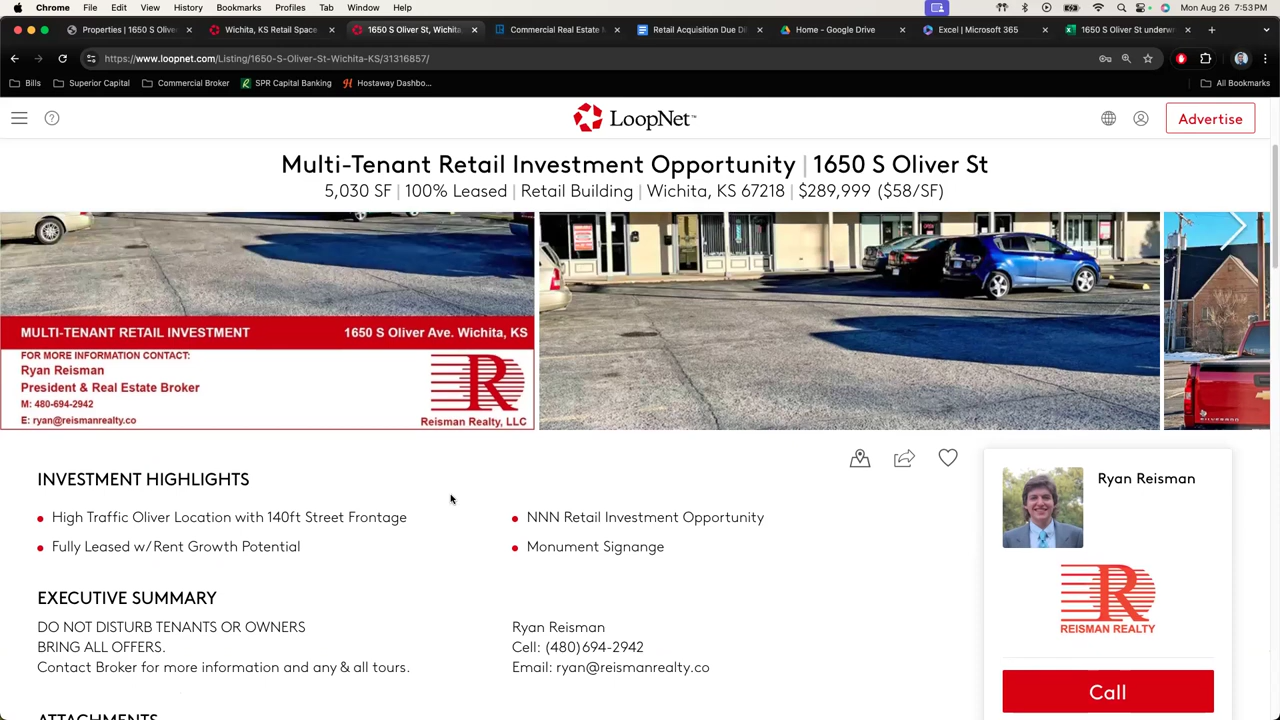 Chrome File Edit View History Bookmarks Profiles Tab Window Help Mon Aug 26 7:53 PM
Properties | 1650 S Olive Wichita, KS Retail Space 1650 S Oliver St, Wichita Commercial Real Estate M Retail Acquisition Due Di Home - Google Drive Excel | Microsoft 365 1650 S Oliver St underw
https://www.loopnet.com/Listing/1650-S-Oliver-St-Wichita-KS/31316857/
Bills Superior Capital Commercial Broker SPR Capital Banking Hostaway Dashbo... All Bookmarks
LoopNet™
Advertise
Multi-Tenant Retail Investment Opportunity | 1650 S Oliver St
5,030 SF | 100% Leased | Retail Building | Wichita, KS 67218 | $289,999 ($58/SF)
MULTI-TENANT RETAIL INVESTMENT 1650 S Oliver Ave. Wichita, KS
FOR MORE INFORMATION CONTACT:
Ryan Reisman
President & Real Estate Broker
M: 480-694-2942
E: ryan@reismanrealty.co
R
Reisman Realty, LLC
SILVERADO
INVESTMENT HIGHLIGHTS
High Traffic Oliver Location with 140ft Street Frontage
Fully Leased w/Rent Growth Potential
NNN Retail Investment Opportunity
Monument Signange
EXECUTIVE SUMMARY
DO NOT DISTURB TENANTS OR OWNERS
BRING ALL OFFERS.
Contact Broker for more information and any & all tours.
Ryan Reisman
Cell: (480)694-2942
Email: ryan@reismanrealty.co
ATTACHMENTS
Ryan Reisman
R
REISMAN REALTY
Call